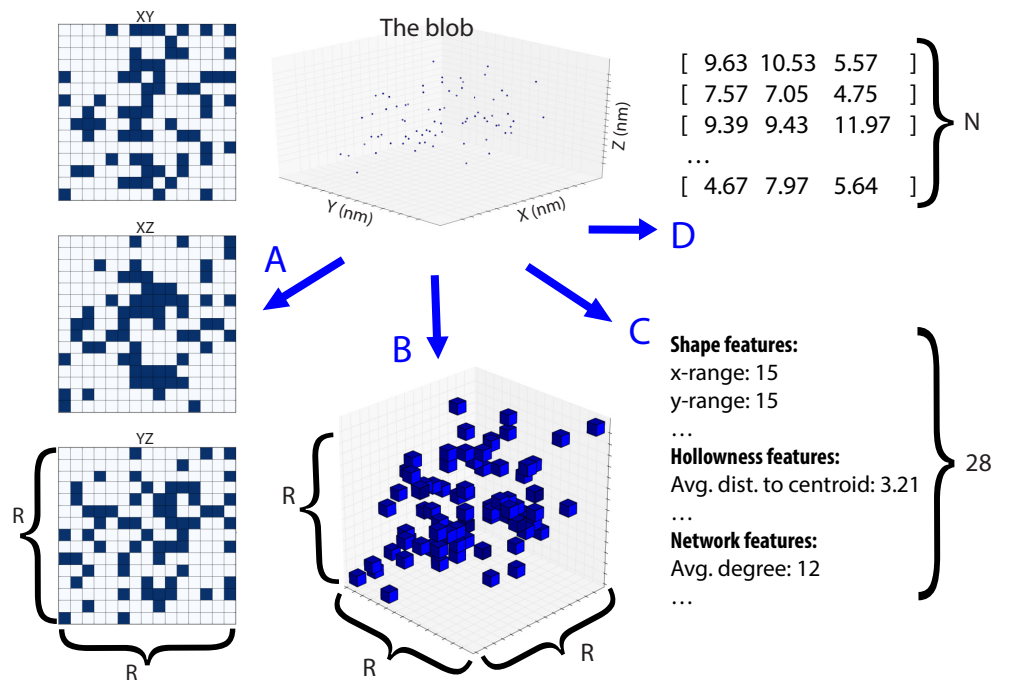 XY
The blob
[ 9.63 10.53 5.57 ]
[ 7.57 7.05 4.75 ]
[ 9.39 9.43 11.97 ]
...
[ 4.67 7.97 5.64 ]
N
Z (nm)
Y (nm)
X (nm)
XZ
A
B
C
D
Shape features:
x-range: 15
y-range: 15
...
Hollowness features:
Avg. dist. to centroid: 3.21
...
Network features:
Avg. degree: 12
...
28
YZ
R
R
R
R
R